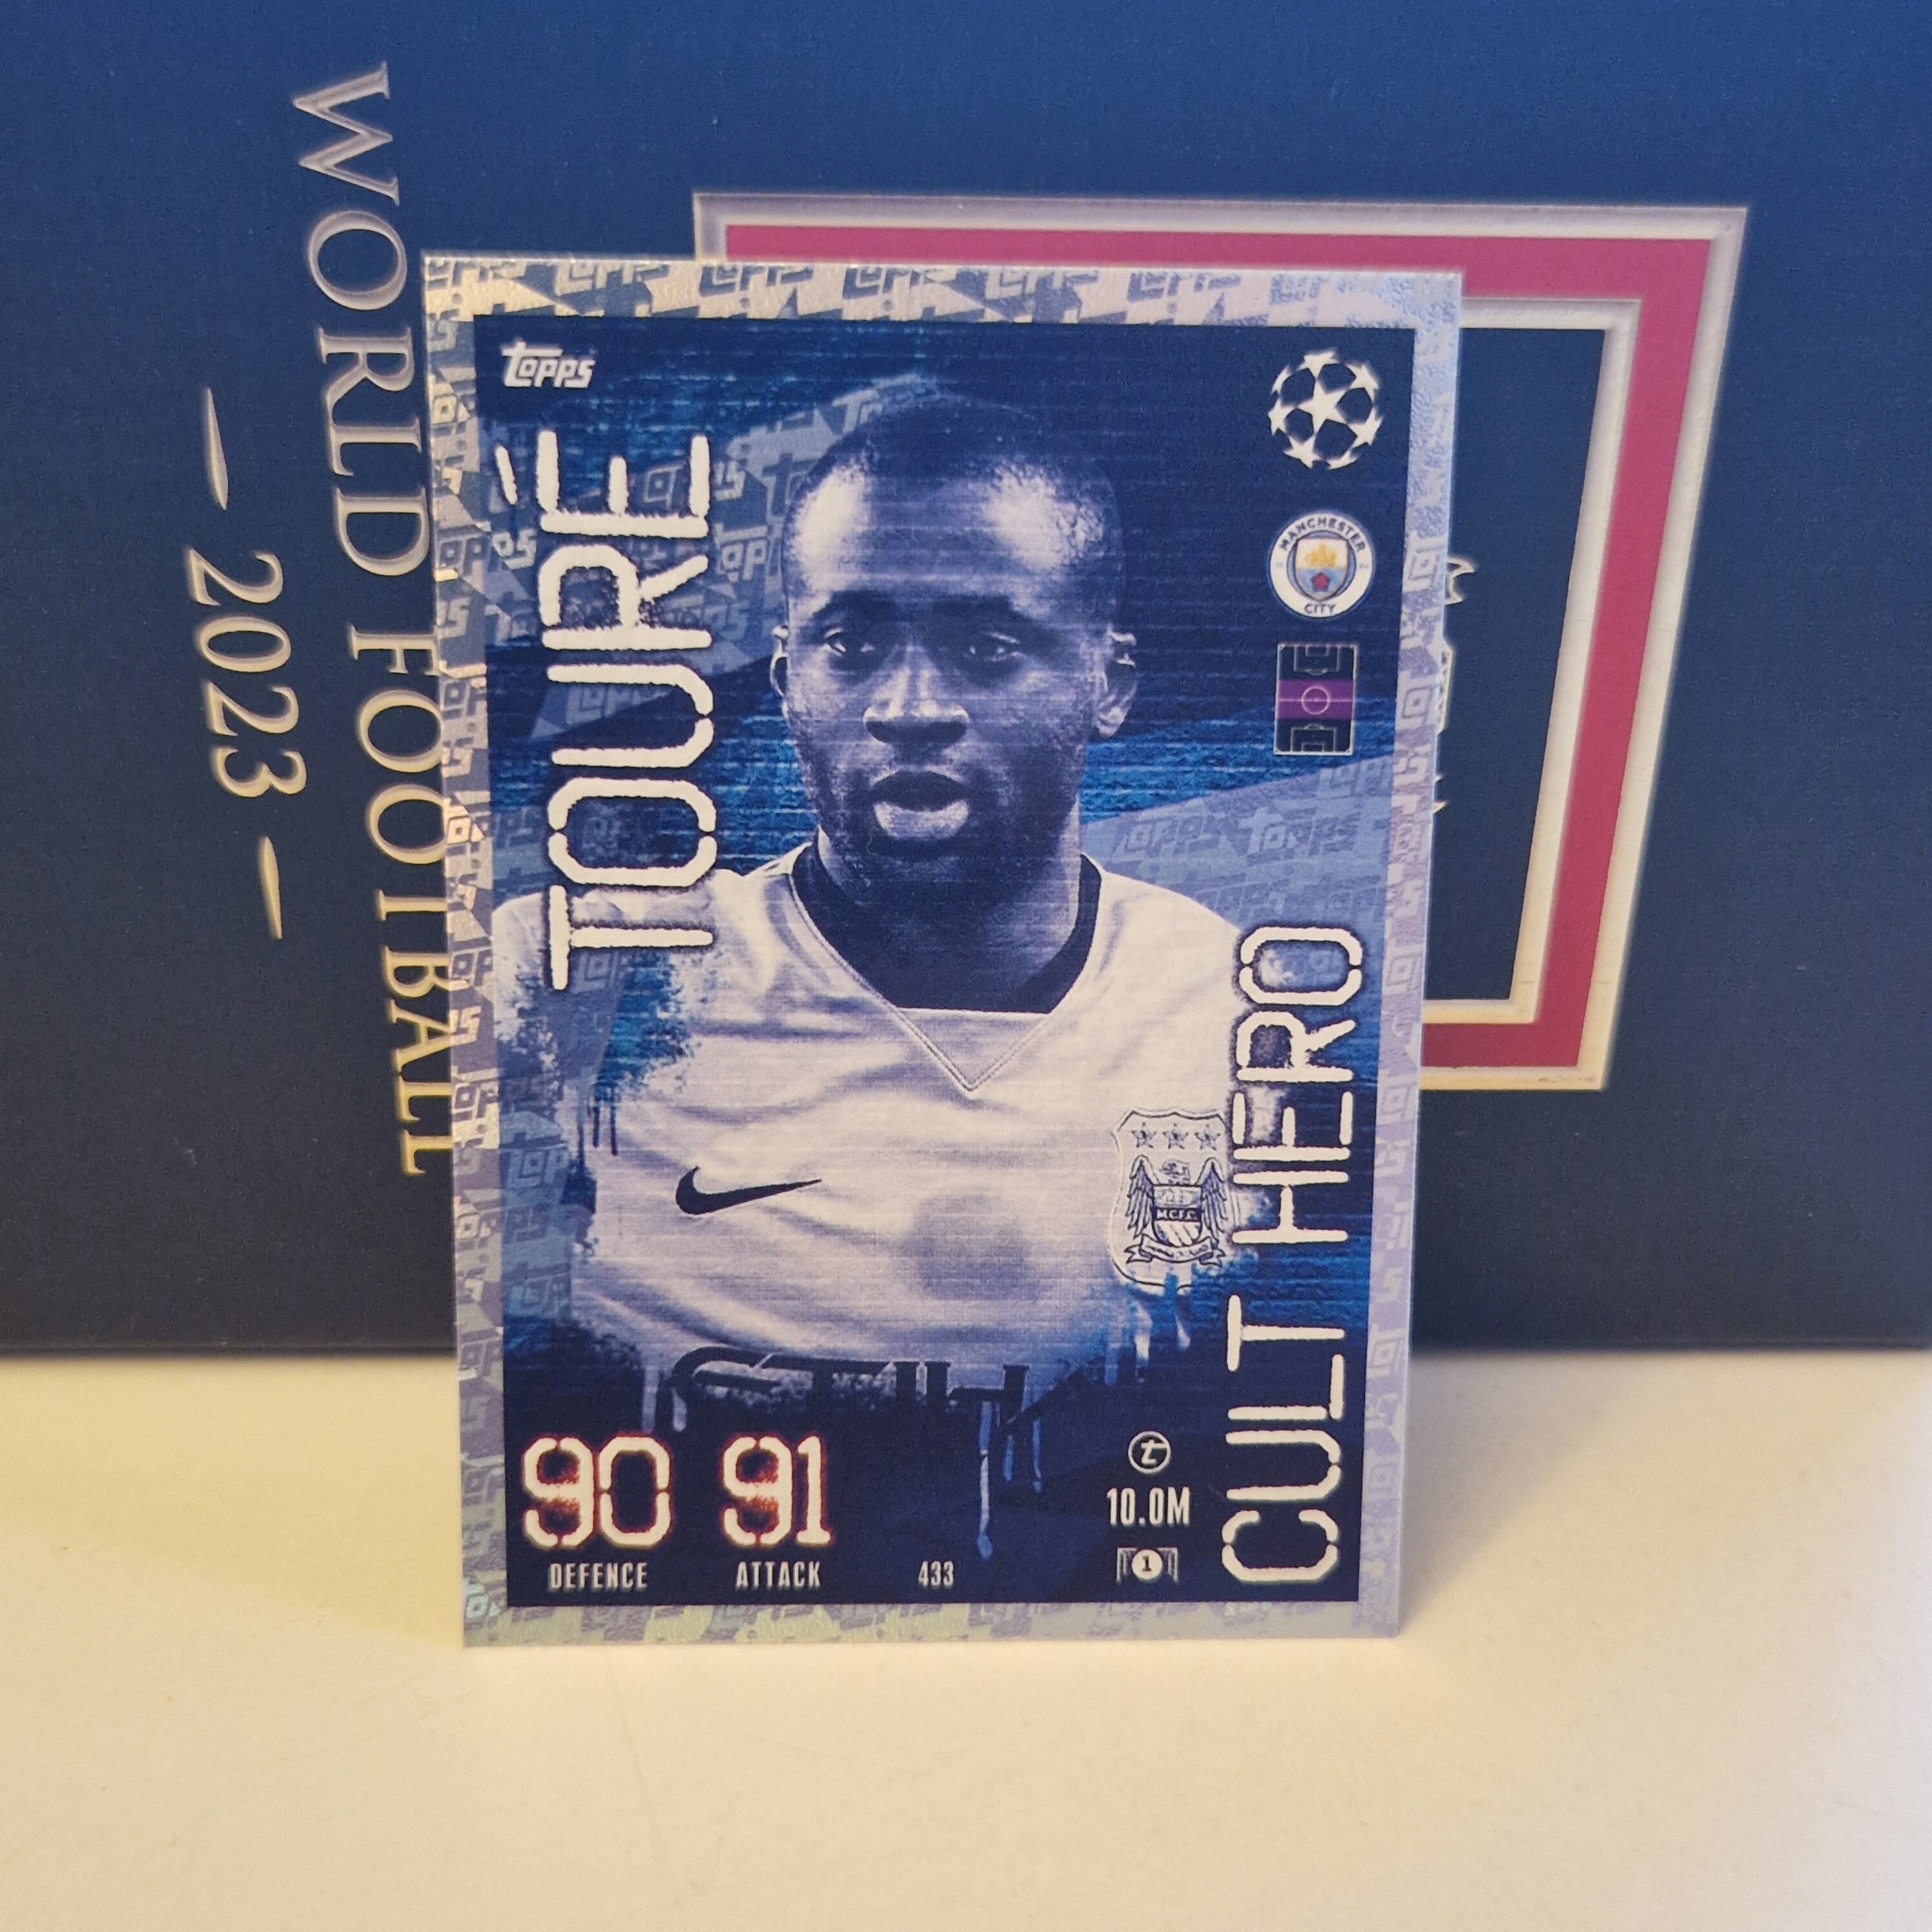 WORLD FOOTBALL
— 2023 —
topps
TOURÉ
MANCHESTER
CITY
M.C.F.C.
CULT HERO
90
DEFENCE
91
ATTACK
433
t
10.0M
1